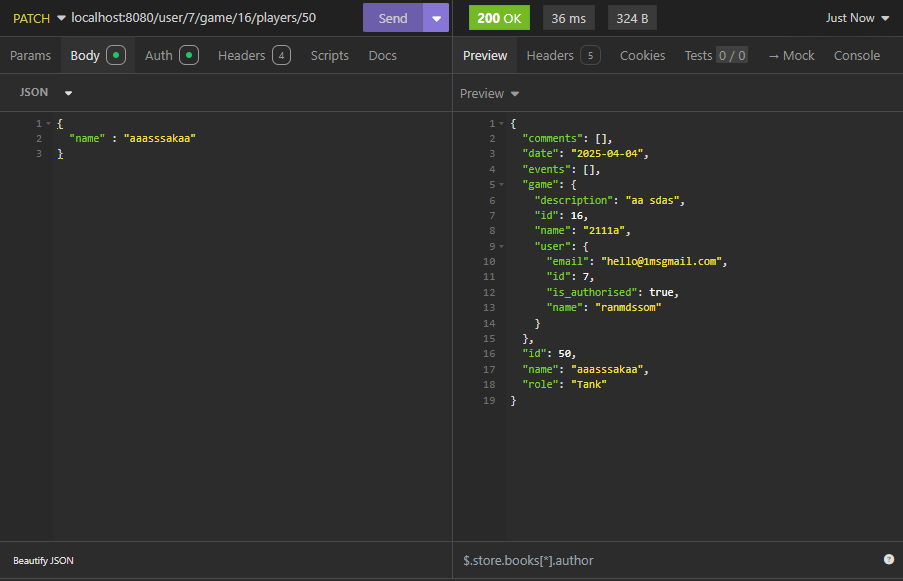 PATCH localhost:8080/user/7/game/16/players/50 Send
200 OK 36 ms 324 B Just Now
Params Body Auth Headers 4 Scripts Docs
Preview Headers 5 Cookies Tests 0 / 0 → Mock Console
JSON
Preview
1 {
2 "name" : "aaasssakaa"
3 }
1 {
2 "comments": [],
3 "date": "2025-04-04",
4 "events": [],
5 "game": {
6 "description": "aa sdas",
7 "id": 16,
8 "name": "2111a",
9 "user": {
10 "email": "hello@1msgmail.com",
11 "id": 7,
12 "is_authorised": true,
13 "name": "ranmdssom"
14 }
15 },
16 "id": 50,
17 "name": "aaasssakaa",
18 "role": "Tank"
19 }
Beautify JSON
$.store.books[*].author ?